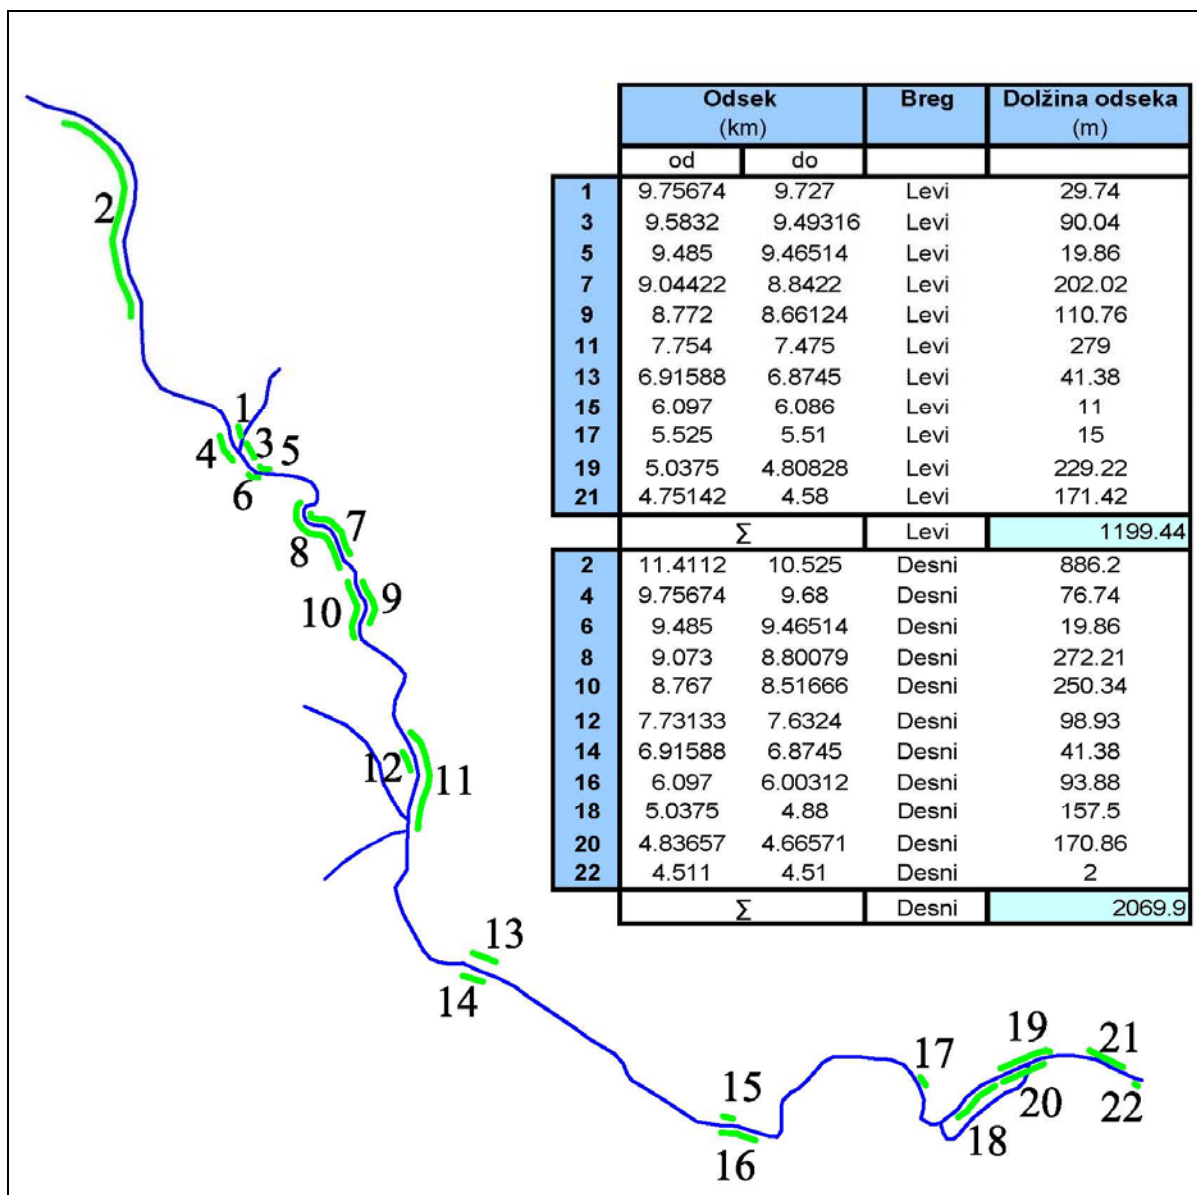 Odsek Breg Dolžina odseka
(km) (m)
od do
1 9.75674 9.727 Levi 29.74
3 9.5832 9.49316 Levi 90.04
5 9.485 9.46514 Levi 19.86
7 9.04422 8.8422 Levi 202.02
9 8.772 8.66124 Levi 110.76
11 7.754 7.475 Levi 279
13 6.91588 6.8745 Levi 41.38
15 6.097 6.086 Levi 11
17 5.525 5.51 Levi 15
19 5.0375 4.80828 Levi 229.22
21 4.75142 4.58 Levi 171.42
Σ Levi 1199.44
2 11.4112 10.525 Desni 886.2
4 9.75674 9.68 Desni 76.74
6 9.485 9.46514 Desni 19.86
8 9.073 8.80079 Desni 272.21
10 8.767 8.51666 Desni 250.34
12 7.73133 7.6324 Desni 98.93
14 6.91588 6.8745 Desni 41.38
16 6.097 6.00312 Desni 93.88
18 5.0375 4.88 Desni 157.5
20 4.83657 4.66571 Desni 170.86
22 4.511 4.51 Desni 2
Σ Desni 2069.9
2
1
3
4
5
6
7
8
9
10
12
11
13
14
15
16
17
19
21
20
22
18